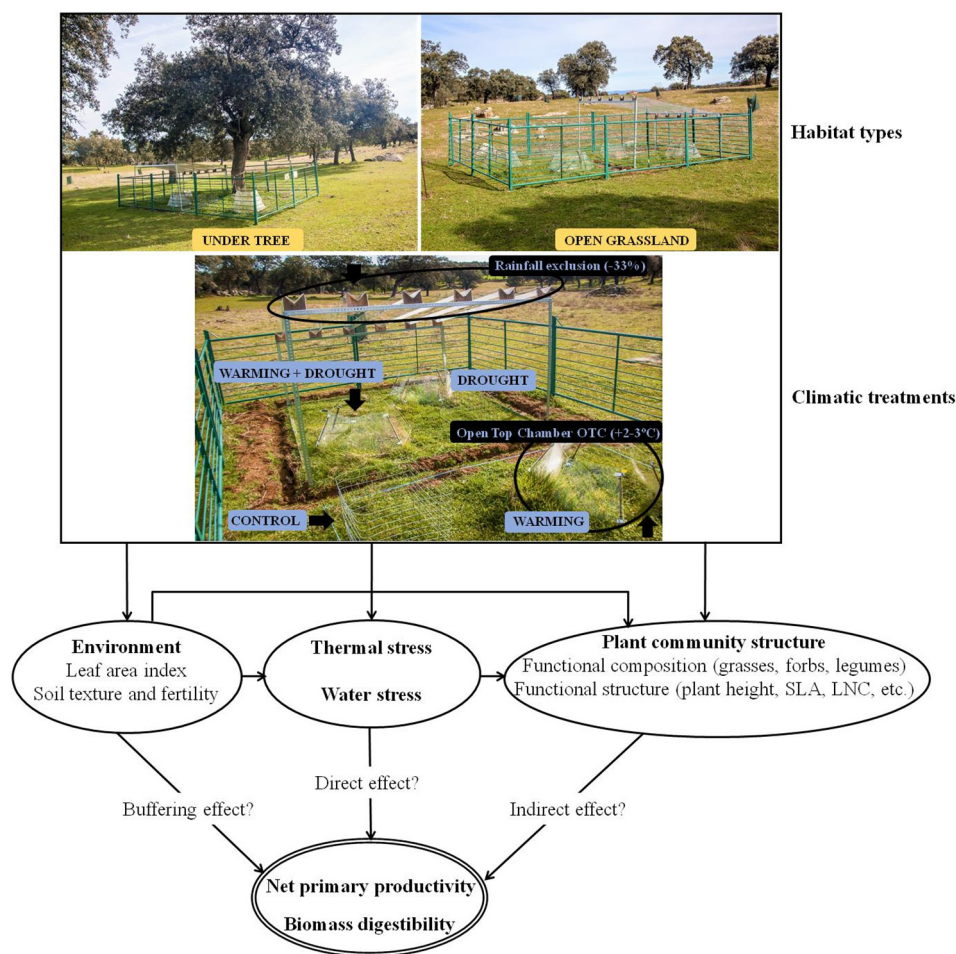 Habitat types
UNDER TREE
OPEN GRASSLAND
Rainfall exclusion (-33%)
WARMING + DROUGHT
DROUGHT
Climatic treatments
Open Top Chamber OTC (+2-3ºC)
CONTROL
WARMING
Environment
Leaf area index
Soil texture and fertility
Thermal stress
Water stress
Plant community structure
Functional composition (grasses, forbs, legumes)
Functional structure (plant height, SLA, LNC, etc.)
Buffering effect?
Direct effect?
Indirect effect?
Net primary productivity
Biomass digestibility